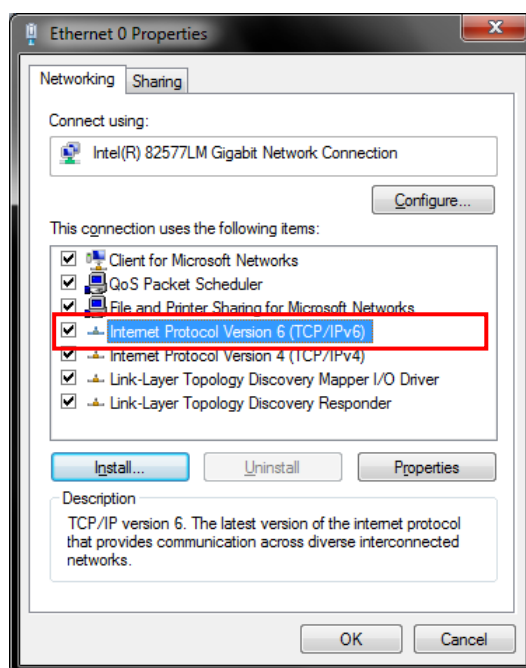 Ethernet 0 Properties
Networking
Sharing
Connect using:
Intel(R) 82577LM Gigabit Network Connection
Configure...
This connection uses the following items:
Client for Microsoft Networks
QoS Packet Scheduler
File and Printer Sharing for Microsoft Networks
Internet Protocol Version 6 (TCP/IPv6)
Internet Protocol Version 4 (TCP/IPv4)
Link-Layer Topology Discovery Mapper I/O Driver
Link-Layer Topology Discovery Responder
Install...
Uninstall
Properties
Description
TCP/IP version 6. The latest version of the internet protocol
that provides communication across diverse interconnected
networks.
OK
Cancel